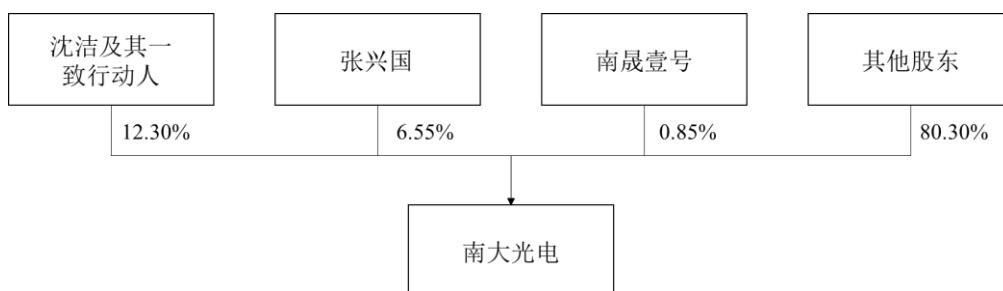 沈洁及其一
致行动人
张兴国
南晟壹号
其他股东
12.30%
6.55%
0.85%
80.30%
南大光电